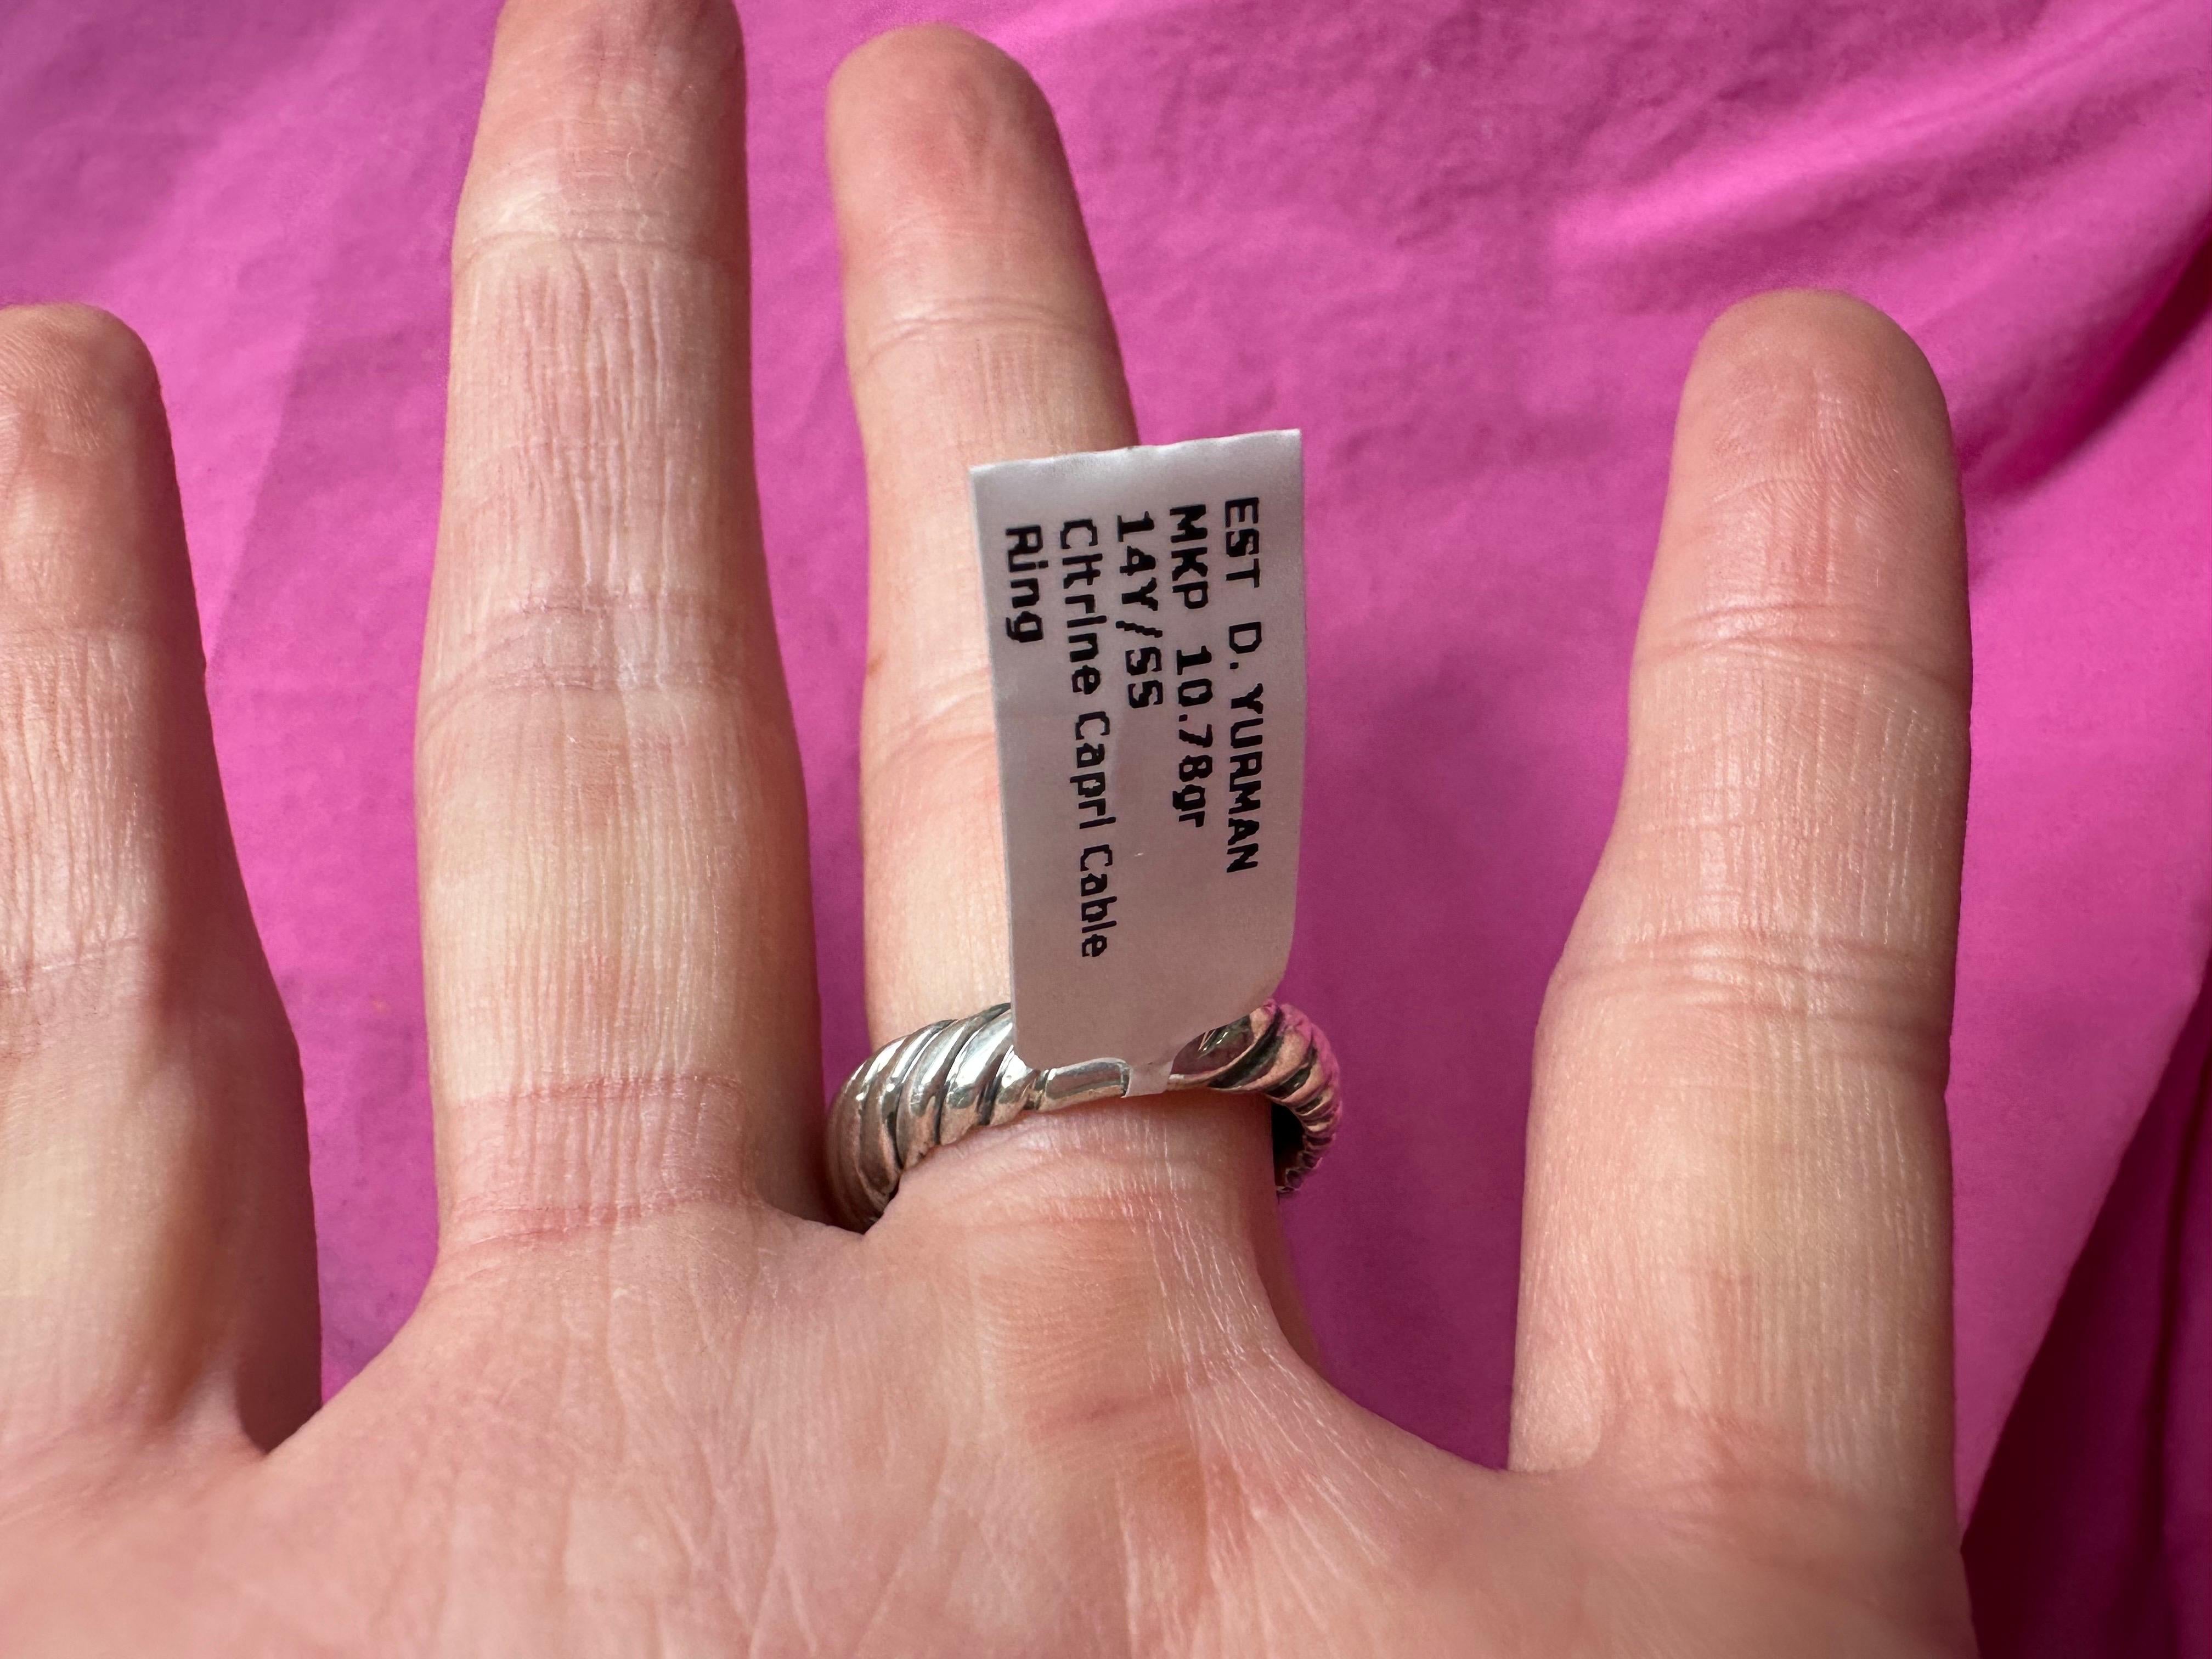 EST D. YURMAN
MKP 10.78gr
14Y/SS
Citrine Capri Cable
Ring